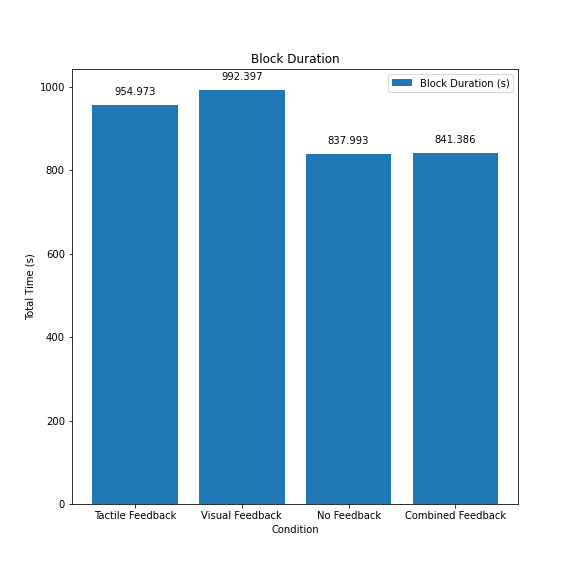 Block Duration
992.397
Block Duration (s)
954.973
837.993
841.386
1000
800
600
400
200
0
Total Time (s)
Tactile Feedback
Visual Feedback
No Feedback
Combined Feedback
Condition